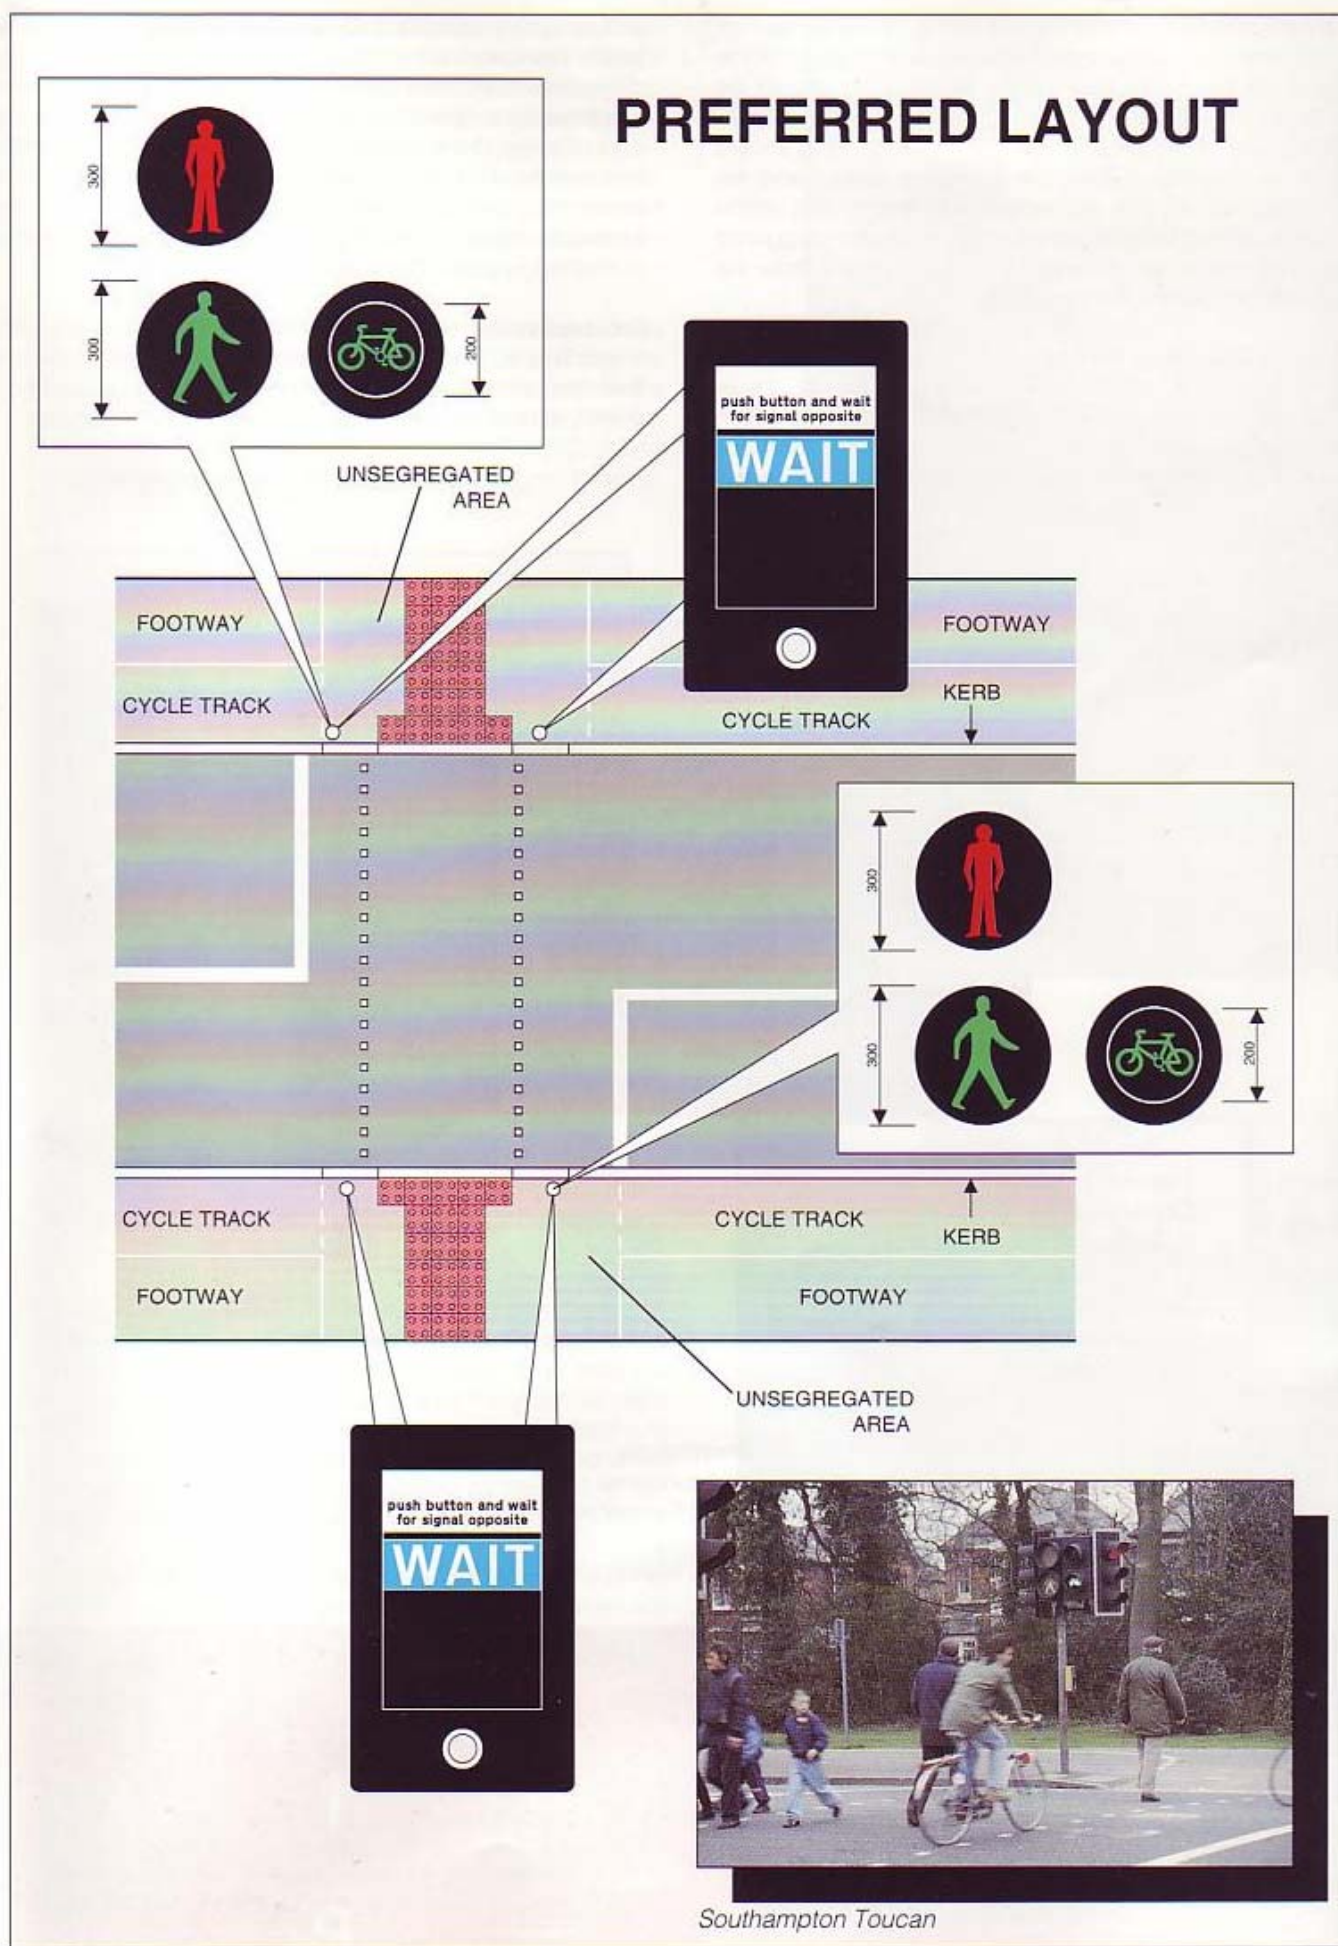 PREFERRED LAYOUT
300
300
200
push button and wait
for signal opposite
WAIT
UNSEGREGATED
AREA
FOOTWAY
FOOTWAY
CYCLE TRACK
KERB
CYCLE TRACK
300
300
200
CYCLE TRACK
CYCLE TRACK
KERB
FOOTWAY
FOOTWAY
UNSEGREGATED
AREA
push button and wait
for signal opposite
WAIT
Southampton Toucan